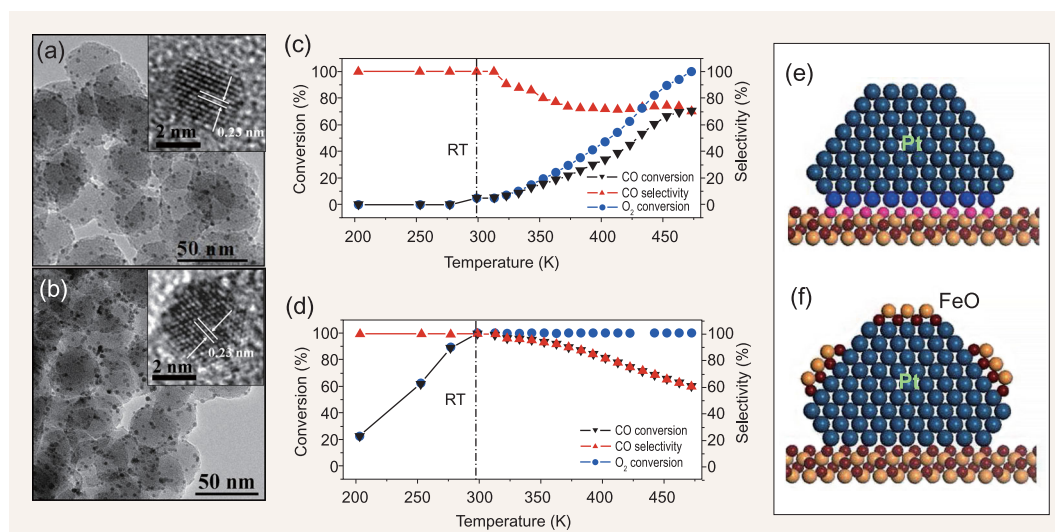 (a)
2 nm
0.23 nm
50 nm
(b)
2 nm
0.23 nm
50 nm
(c)
100
80
60
40
20
0
Conversion (%)
RT
CO conversion
CO selectivity
O₂ conversion
100
80
60
40
20
0
Selectivity (%)
200 250 300 350 400 450
Temperature (K)
(d)
100
80
60
40
20
0
Conversion (%)
RT
CO conversion
CO selectivity
O₂ conversion
100
80
60
40
20
0
Selectivity (%)
200 250 300 350 400 450
Temperature (K)
(e)
Pt
(f)
FeO
Pt